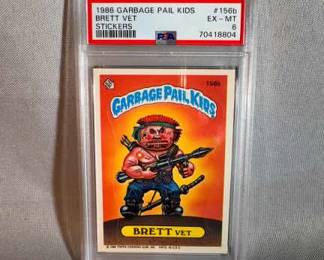 1986 GARBAGE PAIL KIDS #156b
BRETT VET EX - MT
STICKERS PSA 6
70418804
156b
GARBAGE PAIL KIDS
BRETT VET